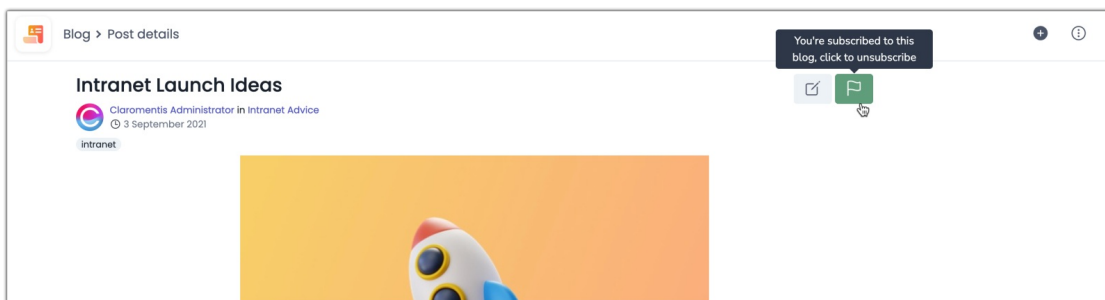 Blog > Post details
You're subscribed to this
blog, click to unsubscribe
Intranet Launch Ideas
Claromentis Administrator in Intranet Advice
3 September 2021
intranet